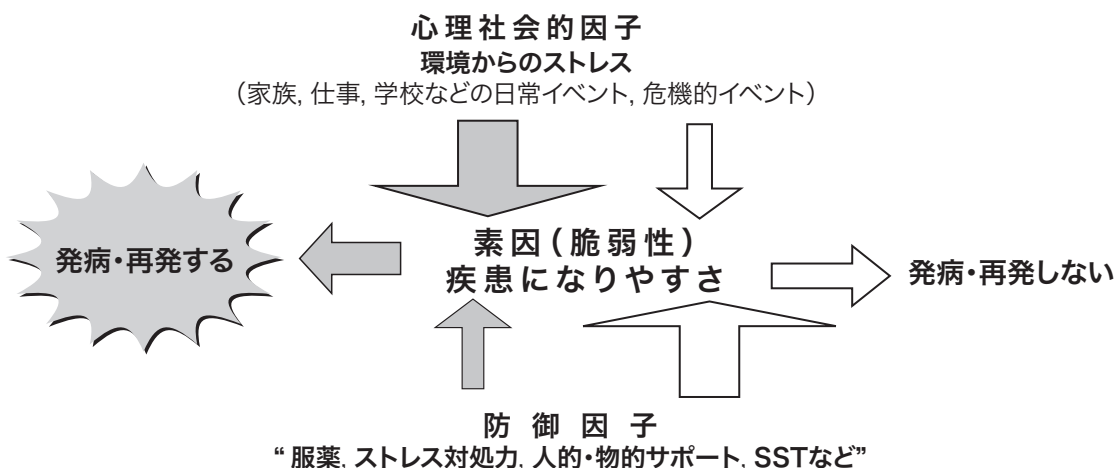 心理社会的因子
環境からのストレス
（家族, 仕事, 学校などの日常イベント, 危機的イベント）
発病・再発する
素因（脆弱性）
疾患になりやすさ
発病・再発しない
防御因子
“服薬, ストレス対処力, 人的・物的サポート, SSTなど”